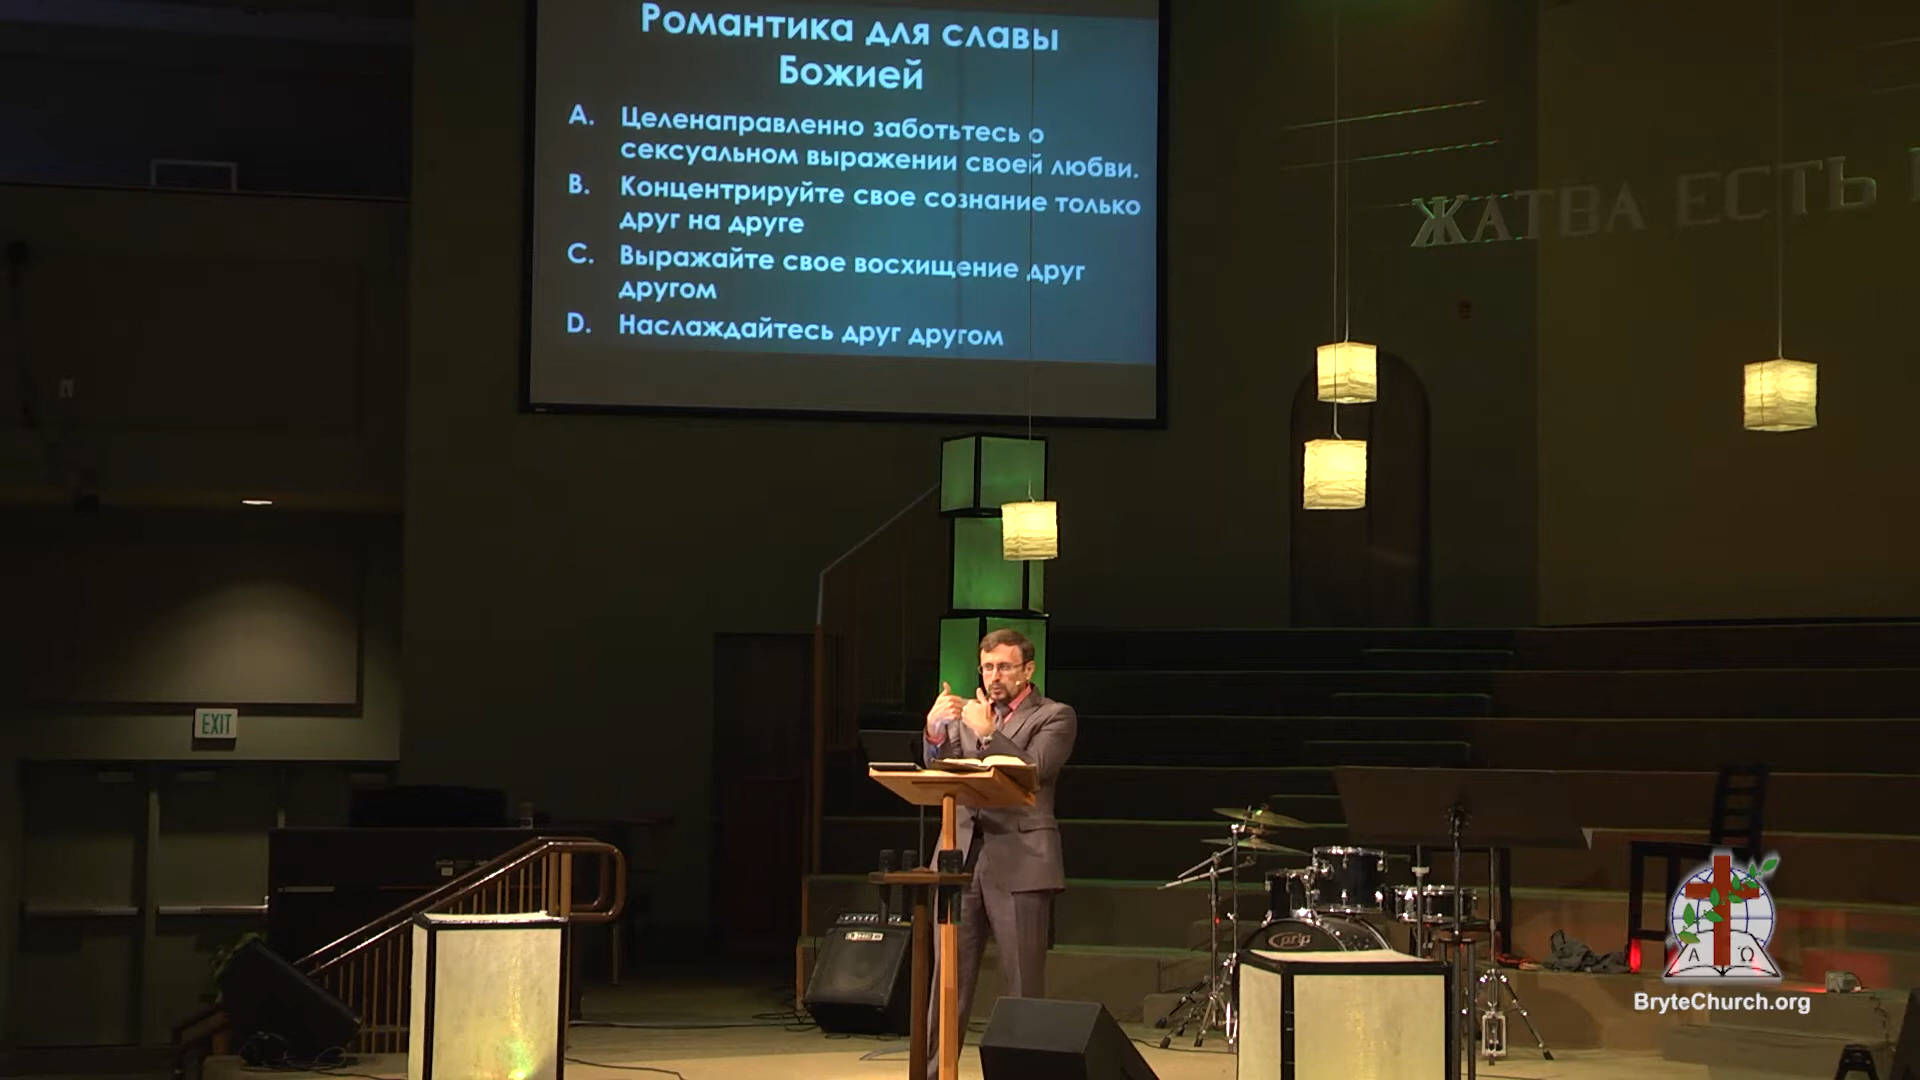 Романтика для славы
Божией
A. Целенаправленно заботьтесь о
сексуальном выражении своей любви.
B. Концентрируйте свое сознание только
друг на друге
C. Выражайте свое восхищение друг
другом
D. Наслаждайтесь друг другом
ЖАТВА ЕСТЬ
EXIT
pdp
Α Ω
BryteChurch.org